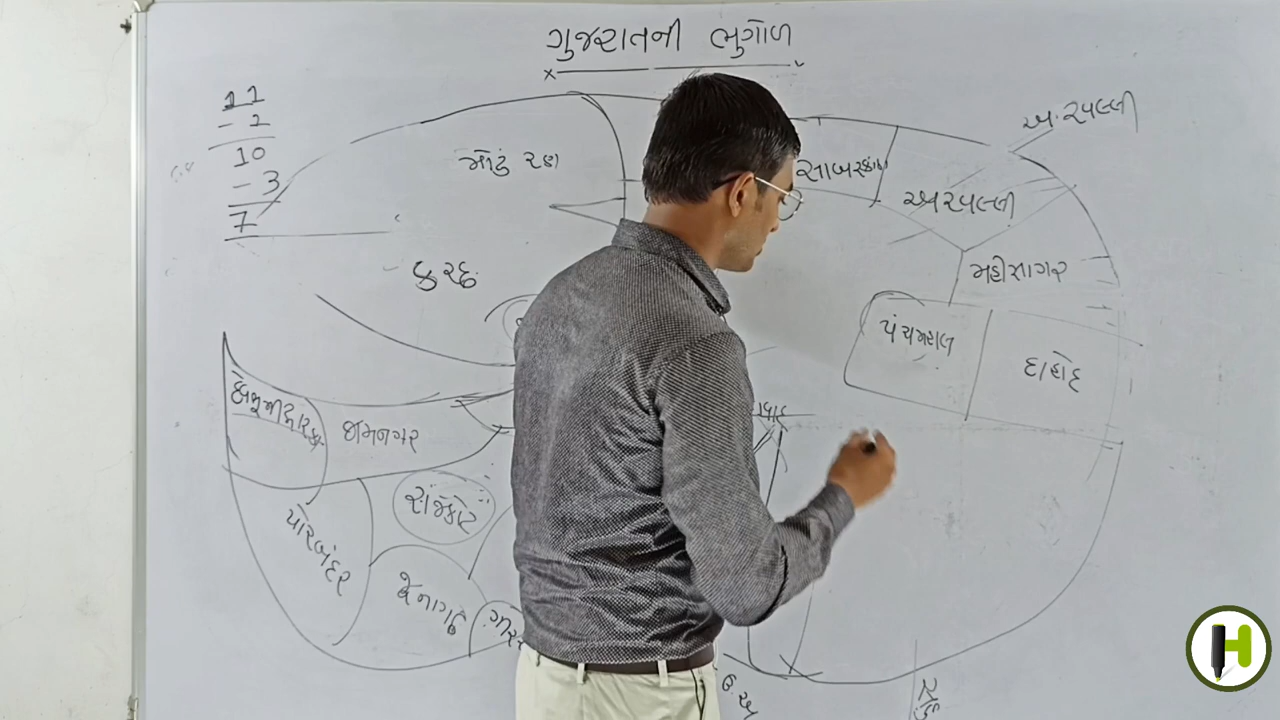 ગુજરાતની ભુગોળ
11
- 1
10
- 3
7
અરવલ્લી
મોટું રણ
સાબરકાંઠા
અરવલ્લી
કચ્છ
મહીસાગર
પંચમહાલ
દાહોદ
જામનગર
રાજકોટ
પોરબંદર
જુનાગઢ
H